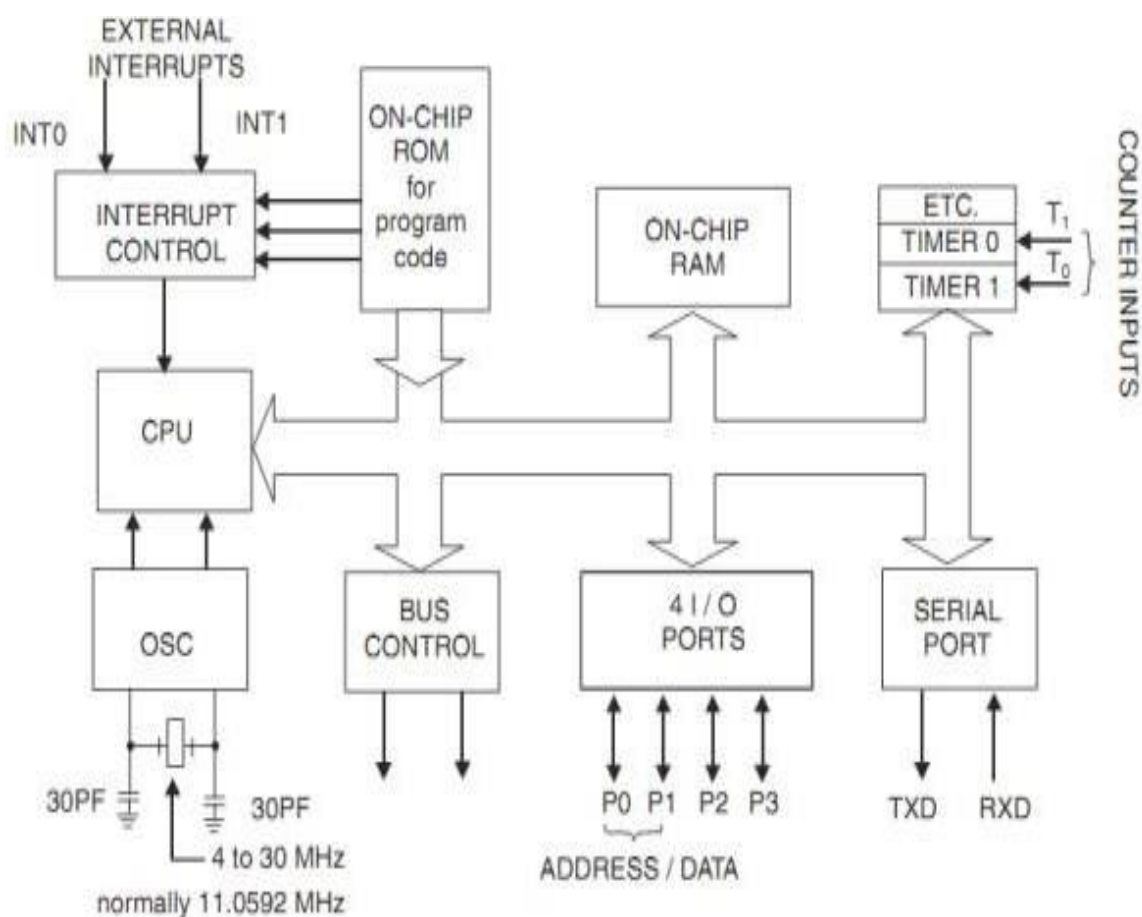 EXTERNAL
INTERRUPTS
INT0
INT1
ON-CHIP
ROM
for
program
code
INTERRUPT
CONTROL
ON-CHIP
RAM
ETC.
TIMER 0
TIMER 1
T1
T0
COUNTER INPUTS
CPU
OSC
BUS
CONTROL
4 I / O
PORTS
SERIAL
PORT
30PF
30PF
4 to 30 MHz
normally 11.0592 MHz
P0 P1 P2 P3
ADDRESS / DATA
TXD RXD